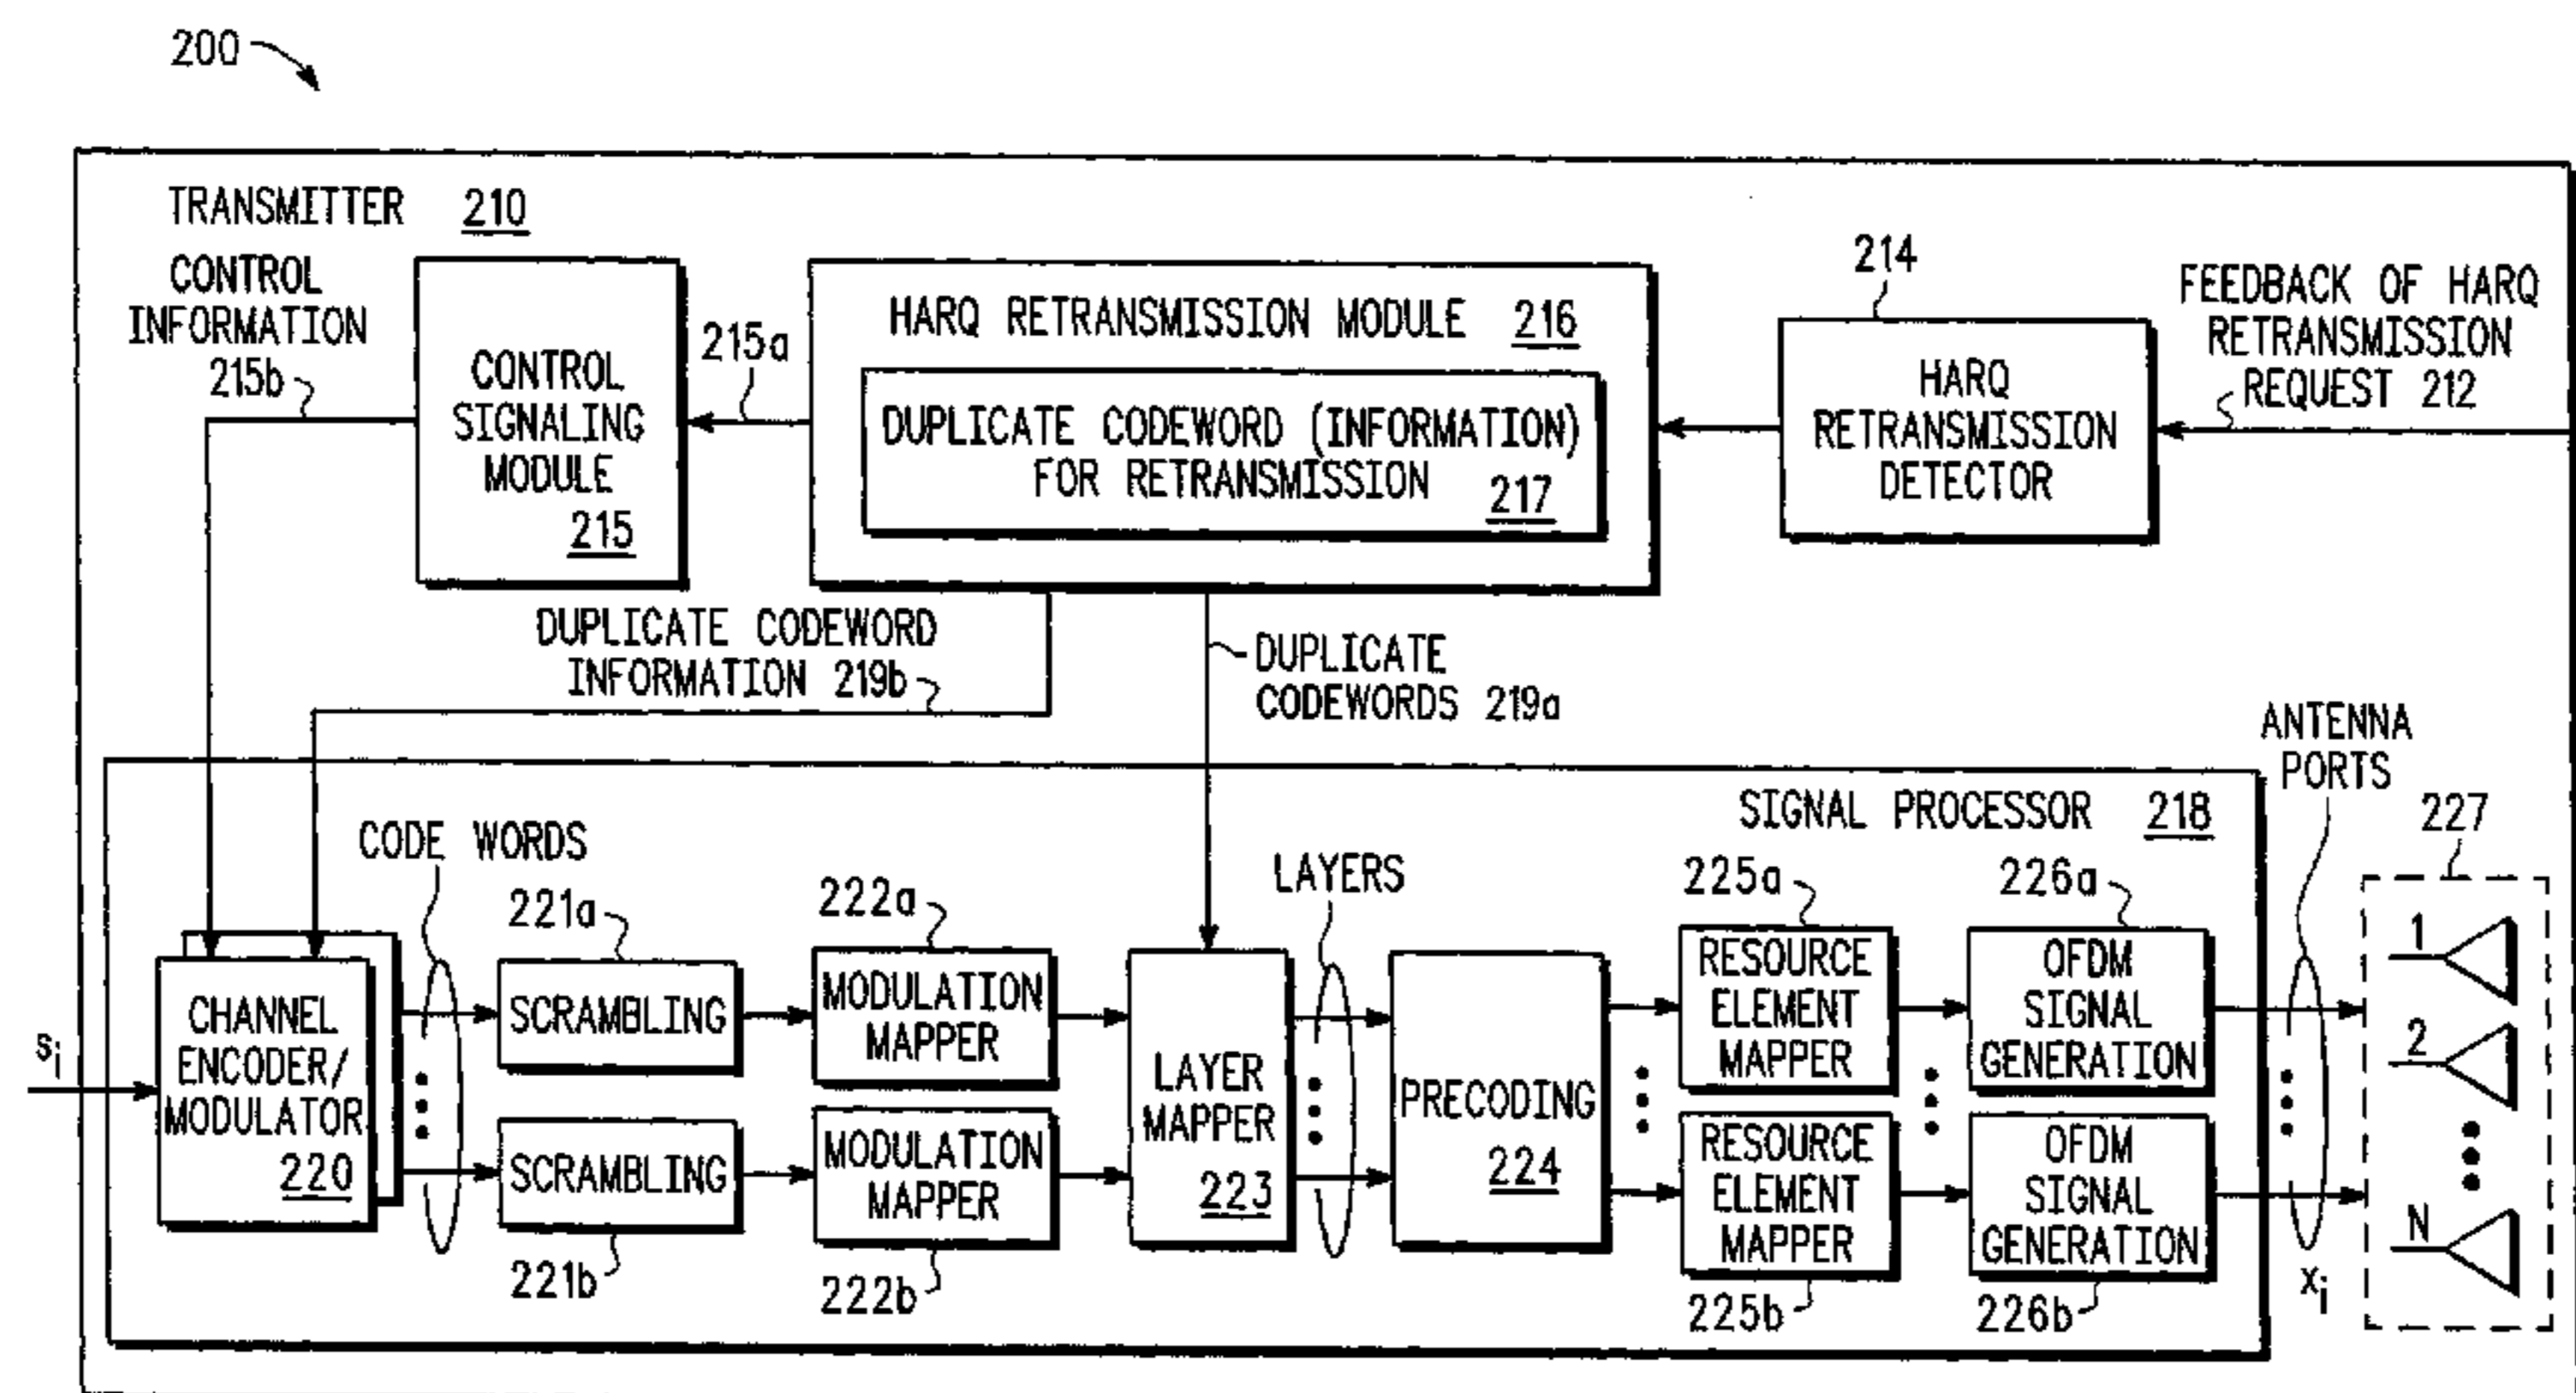 200
TRANSMITTER 210
CONTROL
INFORMATION
215b
CONTROL
SIGNALING
MODULE
215
215a
HARQ RETRANSMISSION MODULE 216
DUPLICATE CODEWORD (INFORMATION)
FOR RETRANSMISSION 217
214
HARQ
RETRANSMISSION
DETECTOR
FEEDBACK OF HARQ
RETRANSMISSION
REQUEST 212
DUPLICATE CODEWORD
INFORMATION 219b
DUPLICATE
CODEWORDS 219a
ANTENNA
PORTS
SIGNAL PROCESSOR 218
227
CODE WORDS
LAYERS
221a
222a
225a
226a
si
CHANNEL
ENCODER/
MODULATOR
220
SCRAMBLING
MODULATION
MAPPER
LAYER
MAPPER
223
PRECODING
224
RESOURCE
ELEMENT
MAPPER
OFDM
SIGNAL
GENERATION
1
2
N
SCRAMBLING
MODULATION
MAPPER
RESOURCE
ELEMENT
MAPPER
OFDM
SIGNAL
GENERATION
221b
222b
225b
226b
xi